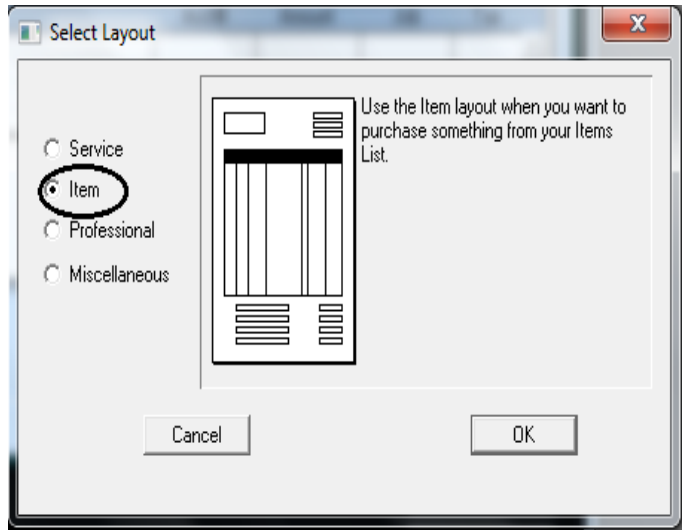 Select Layout
X
Service
Item
Professional
Miscellaneous
Use the Item layout when you want to
purchase something from your Items
List.
Cancel
OK